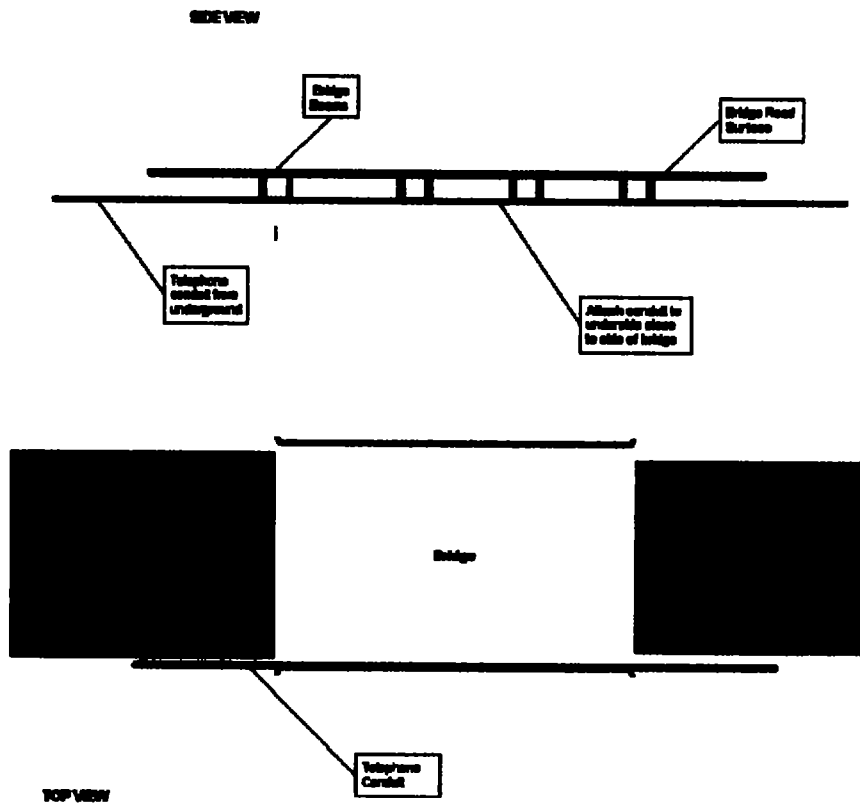 SIDE VIEW
Bridge
Beams
Bridge Road
Surface
Telephone
conduit from
underground
Attach conduit to
underside close
to side of bridge
Bridge
Telephone
Conduit
TOP VIEW